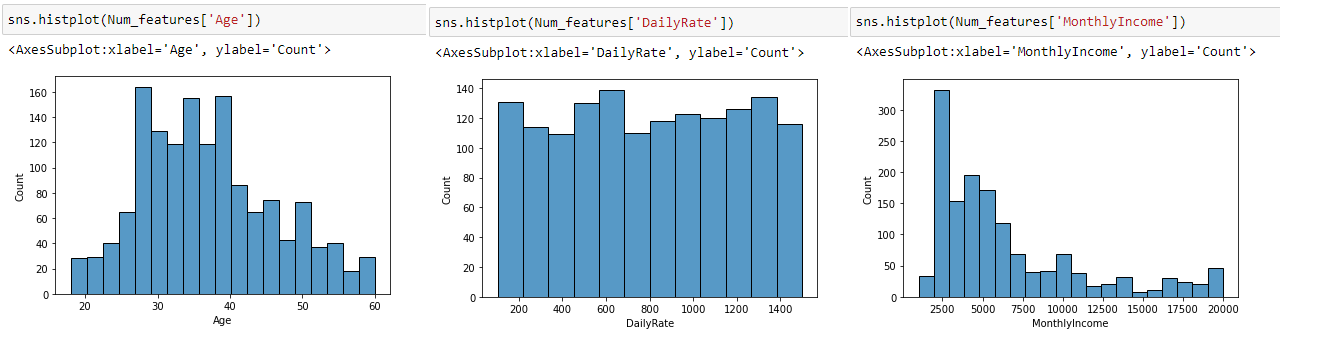 sns.histplot(Num_features['Age'])
<AxesSubplot:xlabel='Age', ylabel='Count'>
160
140
120
100
80
60
40
20
0
Count
20 30 40 50 60
Age
sns.histplot(Num_features['DailyRate'])
<AxesSubplot:xlabel='DailyRate', ylabel='Count'>
140
120
100
80
60
40
20
0
Count
200 400 600 800 1000 1200 1400
DailyRate
sns.histplot(Num_features['MonthlyIncome'])
<AxesSubplot:xlabel='MonthlyIncome', ylabel='Count'>
300
250
200
150
100
50
0
Count
2500 5000 7500 10000 12500 15000 17500 20000
MonthlyIncome